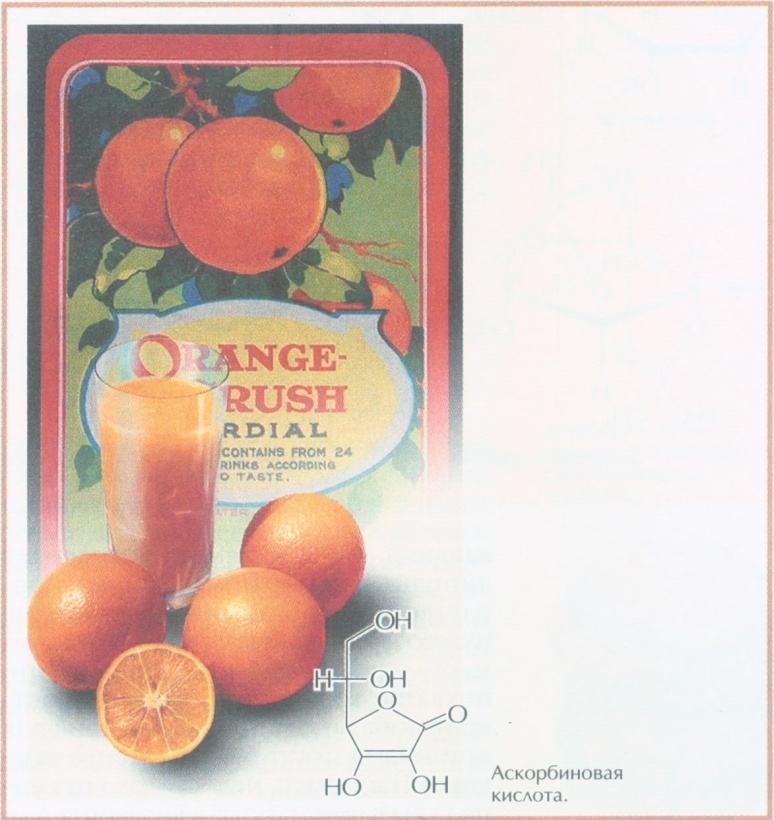 ORANGE-
RUSH
RDIAL
CONTAINS FROM 24
RINKS ACCORDING
O TASTE.
OH
H OH
O
O
HO OH
Аскорбиновая
кислота.